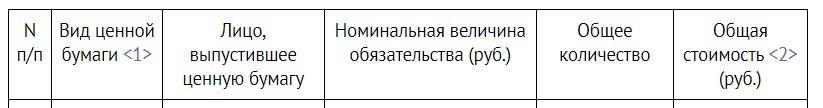 N п/п
Вид ценной бумаги <1>
Лицо, выпустившее ценную бумагу
Номинальная величина обязательства (руб.)
Общее количество
Общая стоимость <2> (руб.)